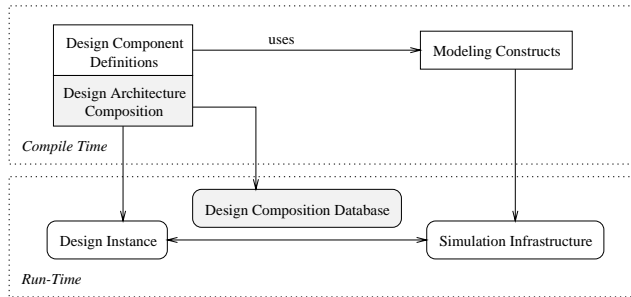 Design Component
Definitions
uses
Modeling Constructs
Design Architecture
Composition
Compile Time
Design Composition Database
Design Instance
Simulation Infrastructure
Run-Time